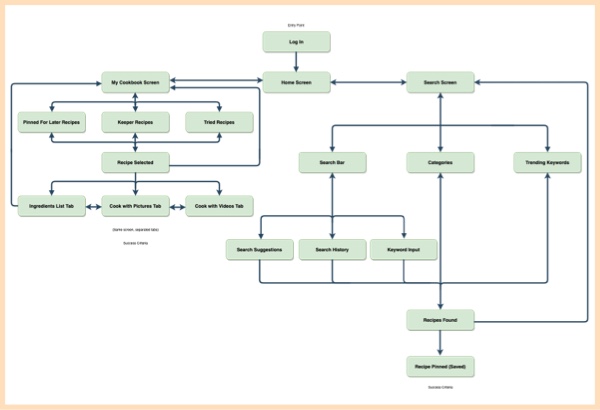 Entry Point
Log In
My Cookbook Screen
Home Screen
Search Screen
Pinned For Later Recipes
Keeper Recipes
Tried Recipes
Recipe Selected
Search Bar
Categories
Trending Keywords
Ingredients List Tab
Cook with Pictures Tab
Cook with Videos Tab
(Same screen, separate tabs)
Success Criteria
Search Suggestions
Search History
Keyword Input
Recipes Found
Recipe Pinned (Saved)
Success Criteria